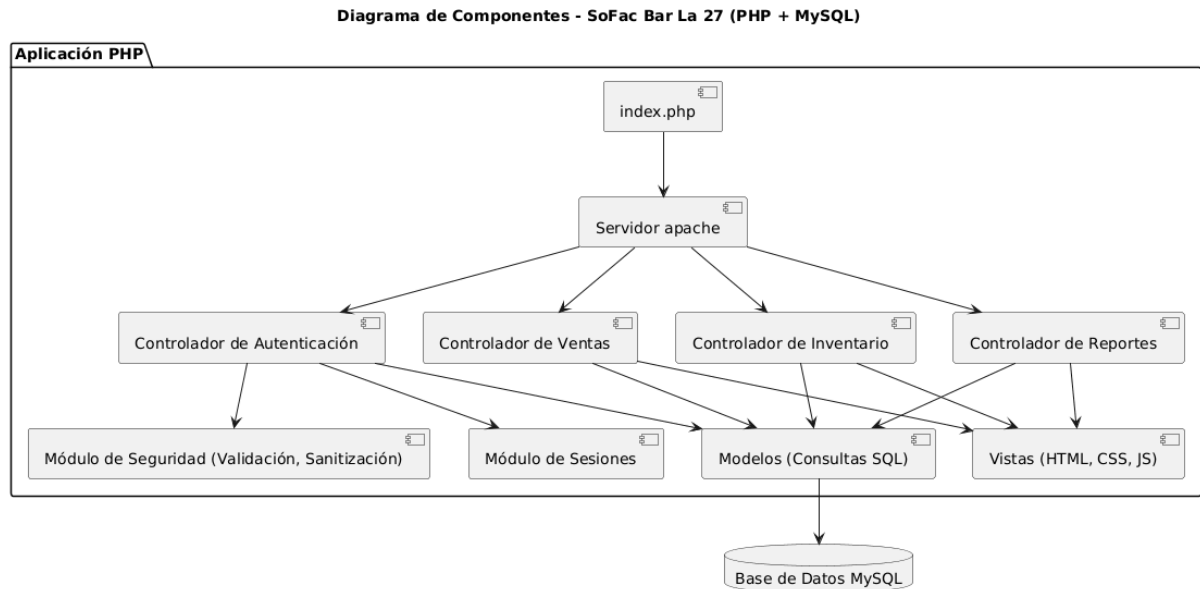 Diagrama de Componentes - SoFac Bar La 27 (PHP + MySQL)
Aplicación PHP
index.php
Servidor apache
Controlador de Autenticación
Controlador de Ventas
Controlador de Inventario
Controlador de Reportes
Módulo de Seguridad (Validación, Sanitización)
Módulo de Sesiones
Modelos (Consultas SQL)
Vistas (HTML, CSS, JS)
Base de Datos MySQL